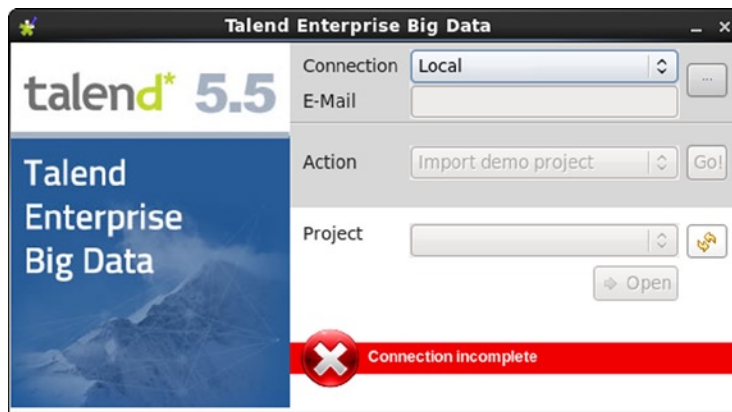 Talend Enterprise Big Data
talend* 5.5
Talend
Enterprise
Big Data
Connection Local ...
E-Mail
Action Import demo project Go!
Project
Open
Connection incomplete